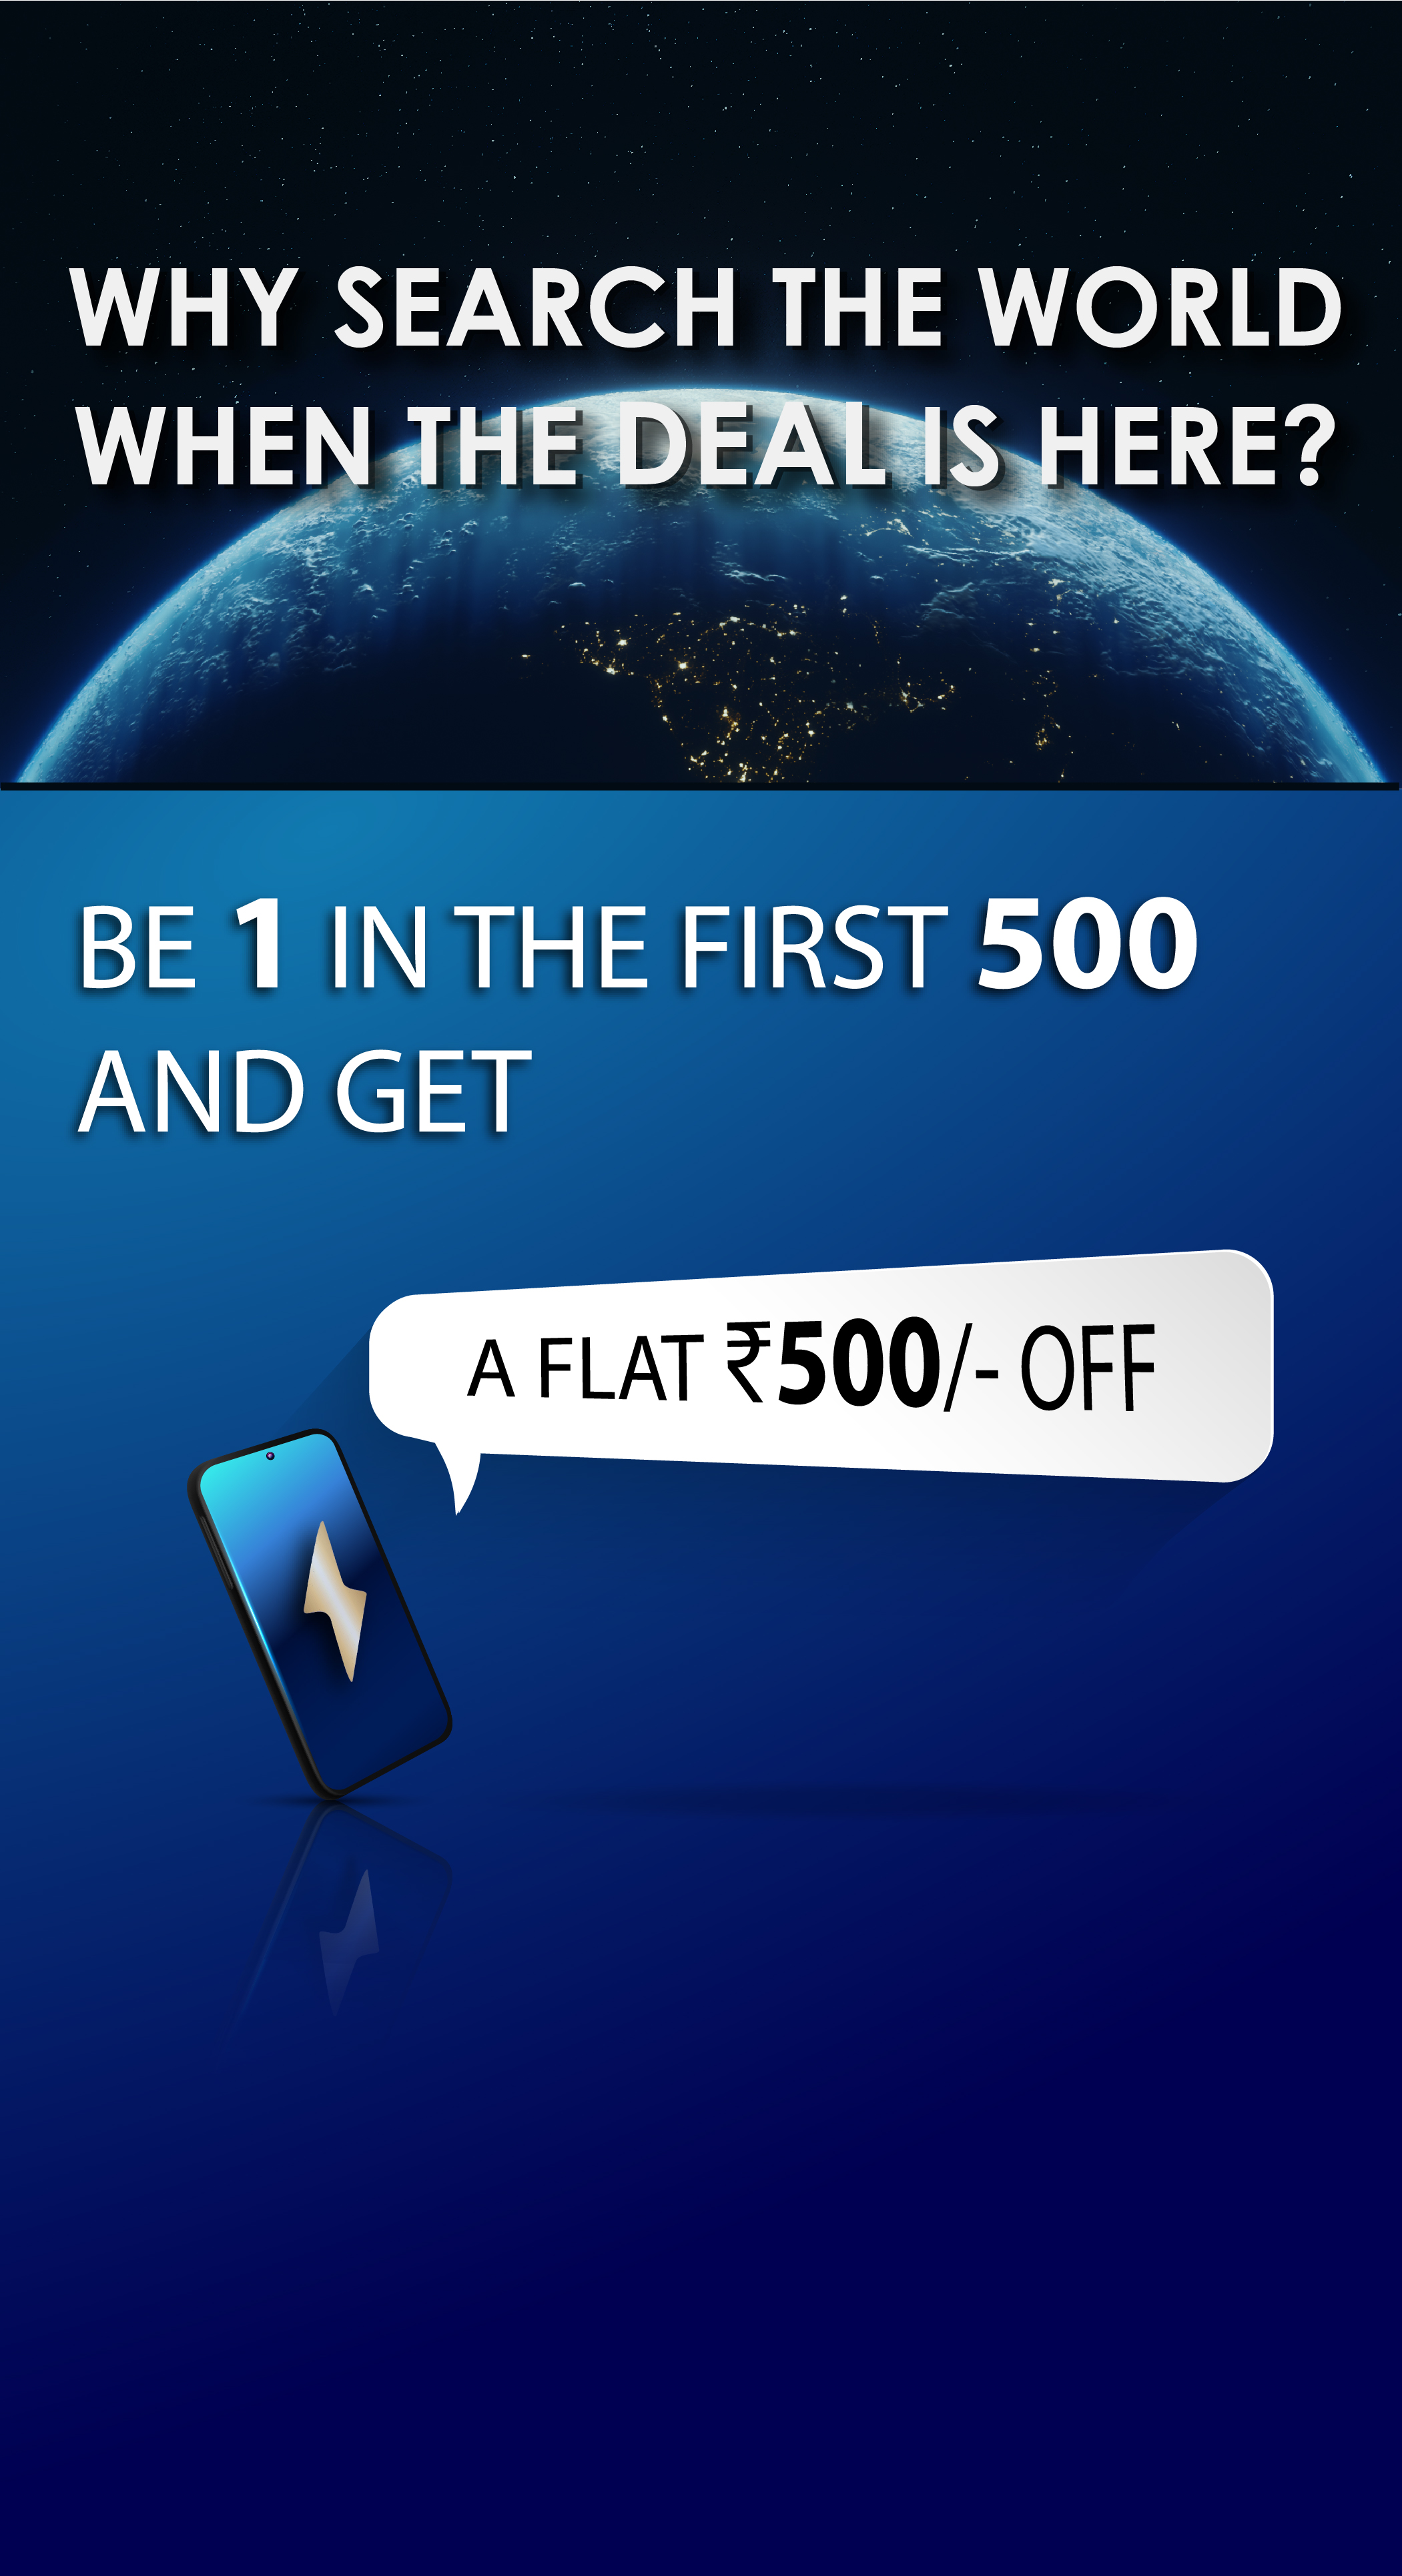 WHY SEARCH THE WORLD
WHEN THE DEAL IS HERE?
BE 1 IN THE FIRST 500
AND GET
A FLAT ₹500/- OFF